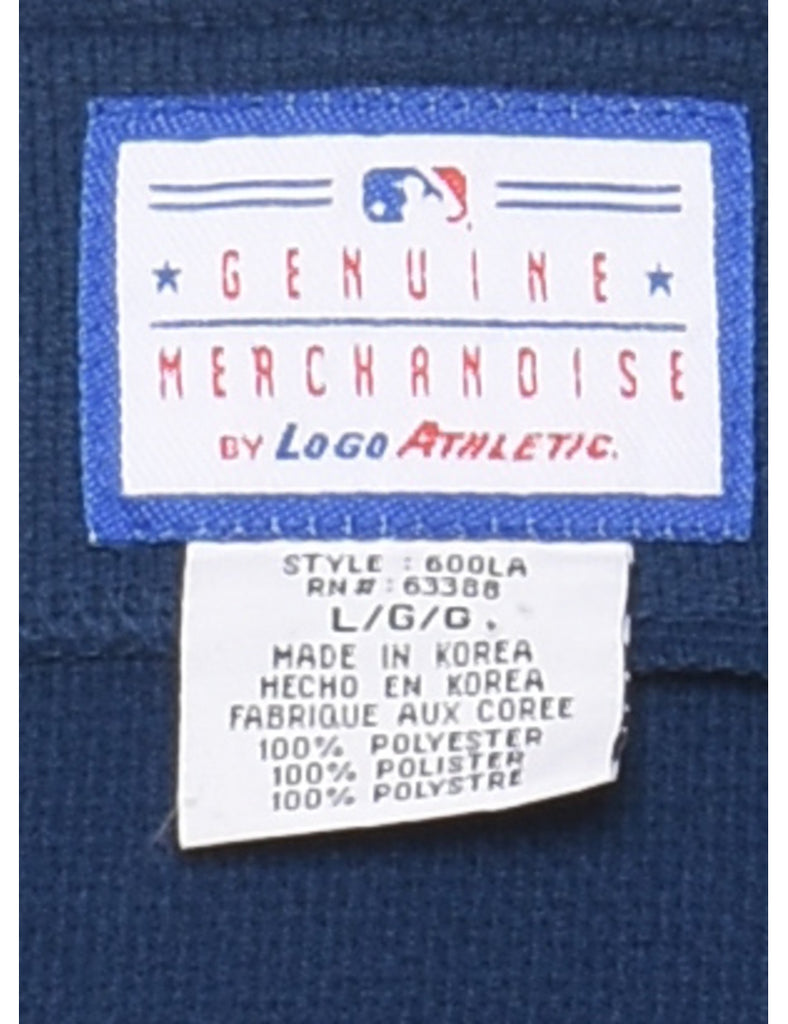 GENUINE
MERCHANDISE
BY LOGO ATHLETIC.
STYLE : 600LA
RN # : 63388
L/G/G .
MADE IN KOREA
HECHO EN KOREA
FABRIQUE AUX COREE
100% POLYESTER
100% POLISTER
100% POLYSTRE